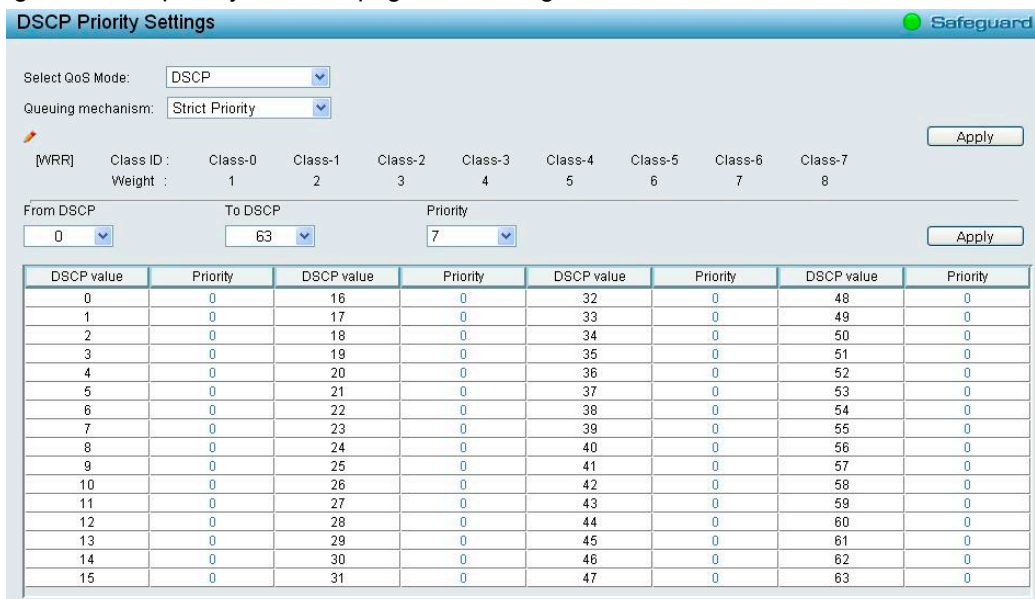 DSCP Priority Settings
Safeguard
Select QoS Mode: DSCP
Queuing mechanism: Strict Priority
Apply
[WRR] Class ID : Class-0 Class-1 Class-2 Class-3 Class-4 Class-5 Class-6 Class-7
Weight : 1 2 3 4 5 6 7 8
From DSCP To DSCP Priority
0 63 7 Apply
DSCP value Priority DSCP value Priority DSCP value Priority DSCP value Priority
0 0 16 0 32 0 48 0
1 0 17 0 33 0 49 0
2 0 18 0 34 0 50 0
3 0 19 0 35 0 51 0
4 0 20 0 36 0 52 0
5 0 21 0 37 0 53 0
6 0 22 0 38 0 54 0
7 0 23 0 39 0 55 0
8 0 24 0 40 0 56 0
9 0 25 0 41 0 57 0
10 0 26 0 42 0 58 0
11 0 27 0 43 0 59 0
12 0 28 0 44 0 60 0
13 0 29 0 45 0 61 0
14 0 30 0 46 0 62 0
15 0 31 0 47 0 63 0